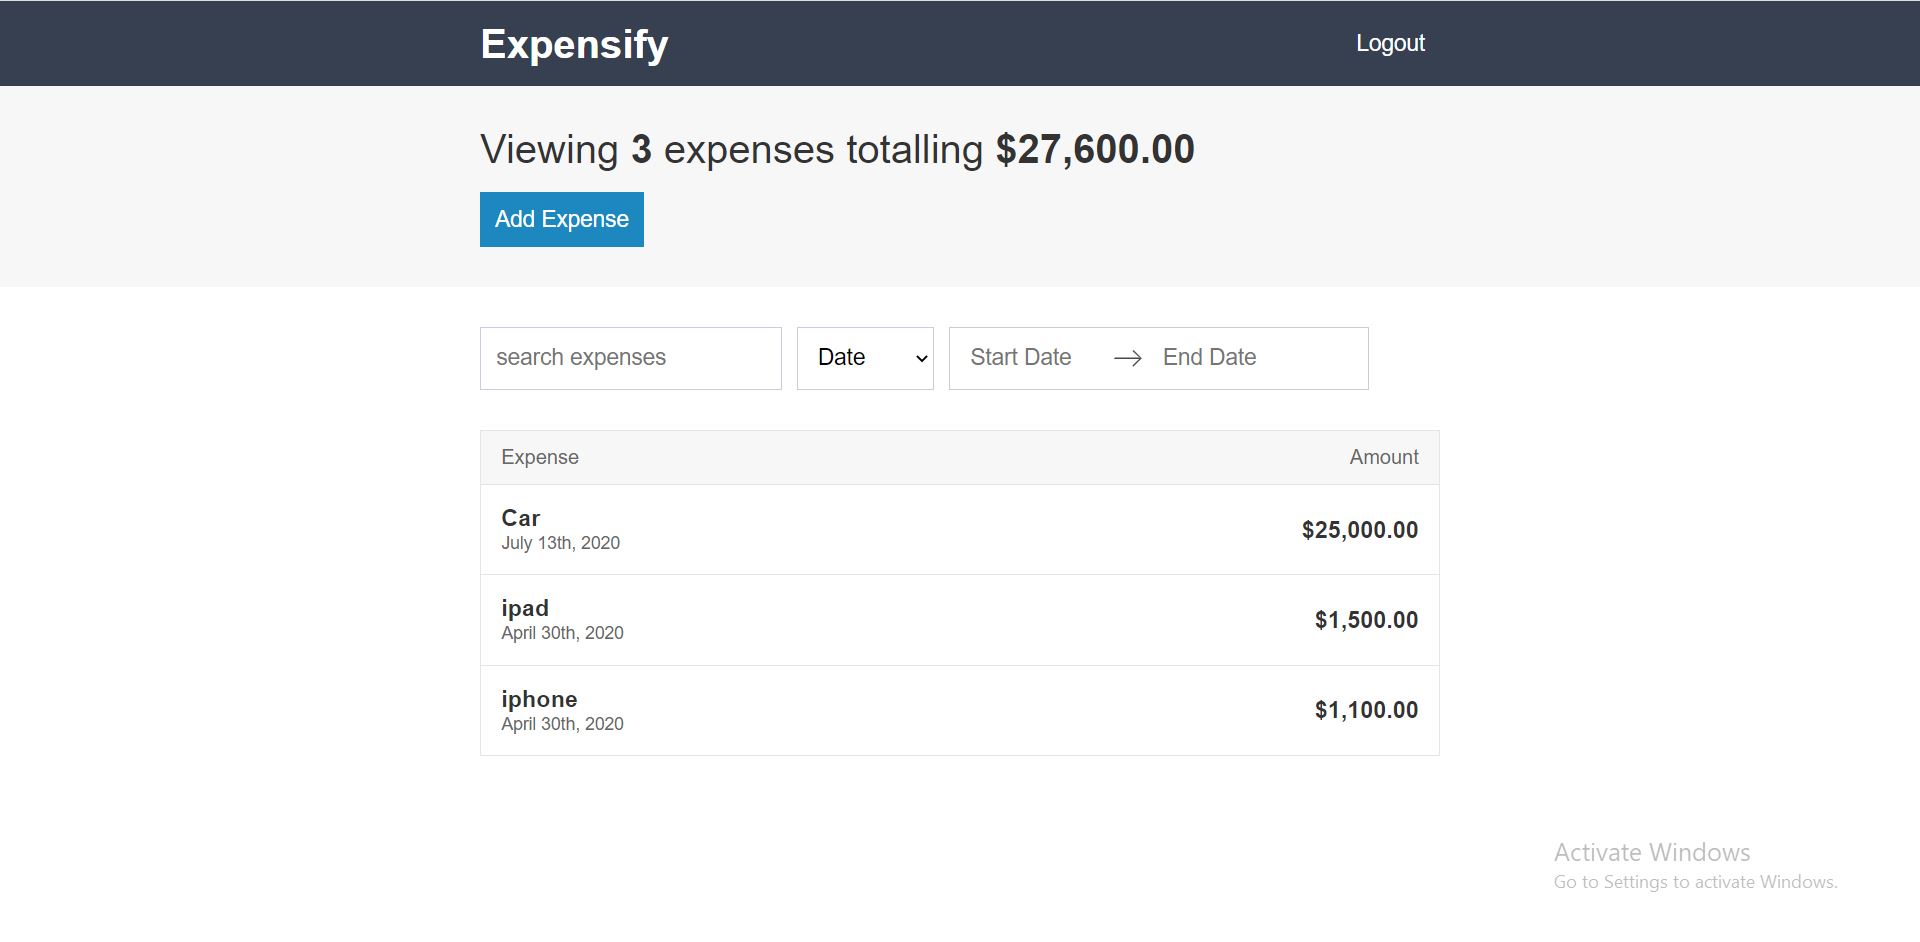 Expensify Logout
Viewing 3 expenses totalling $27,600.00
Add Expense
search expenses Date Start Date End Date
Expense Amount
Car
July 13th, 2020
$25,000.00
ipad
April 30th, 2020
$1,500.00
iphone
April 30th, 2020
$1,100.00
Activate Windows
Go to Settings to activate Windows.